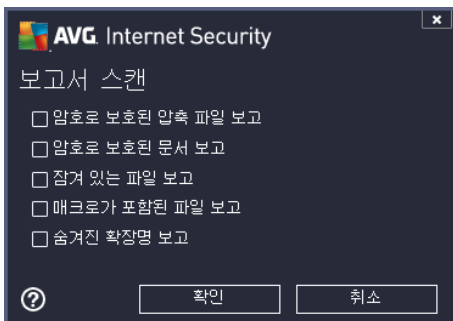 AVG. Internet Security
보고서 스캔
암호로 보호된 압축 파일 보고
암호로 보호된 문서 보고
잠겨 있는 파일 보고
매크로가 포함된 파일 보고
숨겨진 확장명 보고
확인
취소